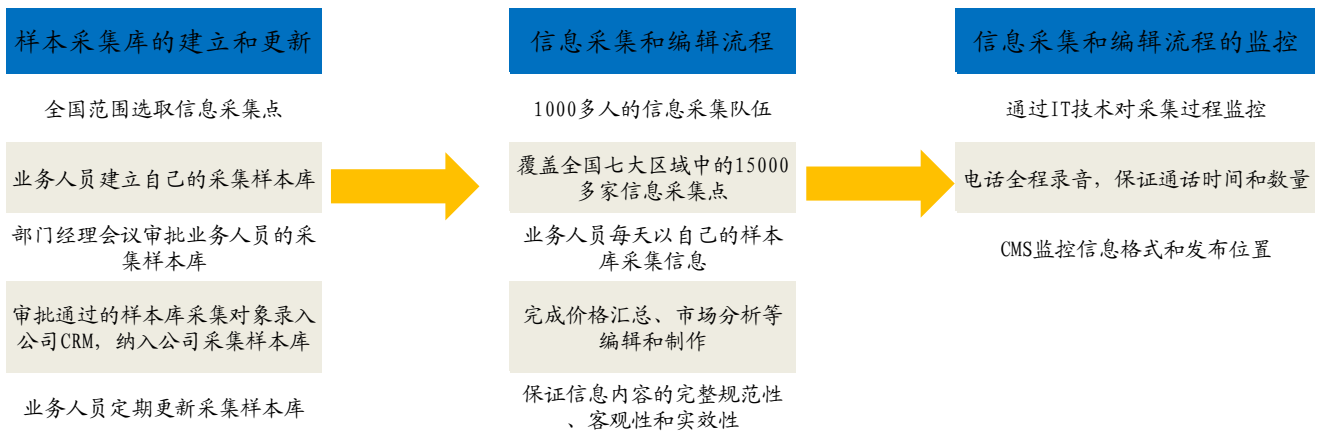 样本采集库的建立和更新
全国范围选取信息采集点
业务人员建立自己的采集样本库
部门经理会议审批业务人员的采
集样本库
审批通过的样本库采集对象录入
公司CRM，纳入公司采集样本库
业务人员定期更新采集样本库
信息采集和编辑流程
1000多人的信息采集队伍
覆盖全国七大区域中的15000
多家信息采集点
业务人员每天以自己的样本
库采集信息
完成价格汇总、市场分析等
编辑和制作
保证信息内容的完整规范性
、客观性和实效性
信息采集和编辑流程的监控
通过IT技术对采集过程监控
电话全程录音，保证通话时间和数量
CMS监控信息格式和发布位置